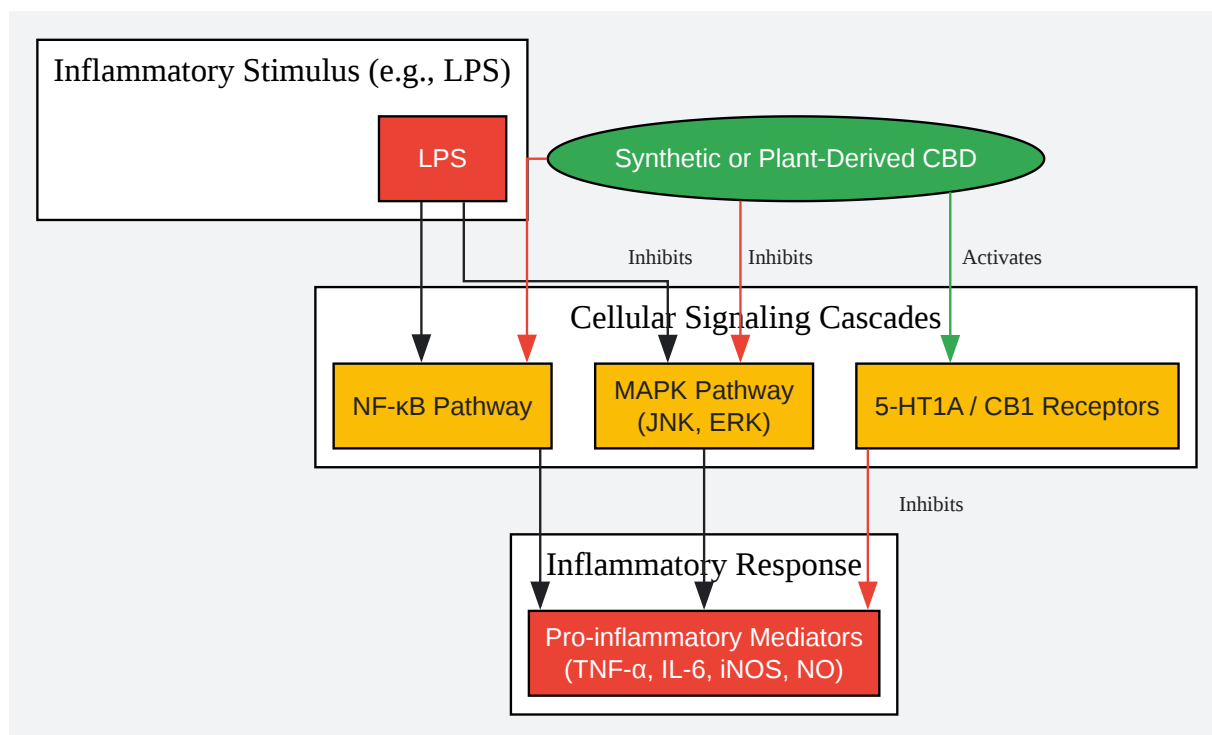 Inflammatory Stimulus (e.g., LPS)
LPS
Synthetic or Plant-Derived CBD
Inhibits
Inhibits
Activates
Cellular Signaling Cascades
NF-κB Pathway
MAPK Pathway
(JNK, ERK)
5-HT1A / CB1 Receptors
Inhibits
Inflammatory Response
Pro-inflammatory Mediators
(TNF-α, IL-6, iNOS, NO)